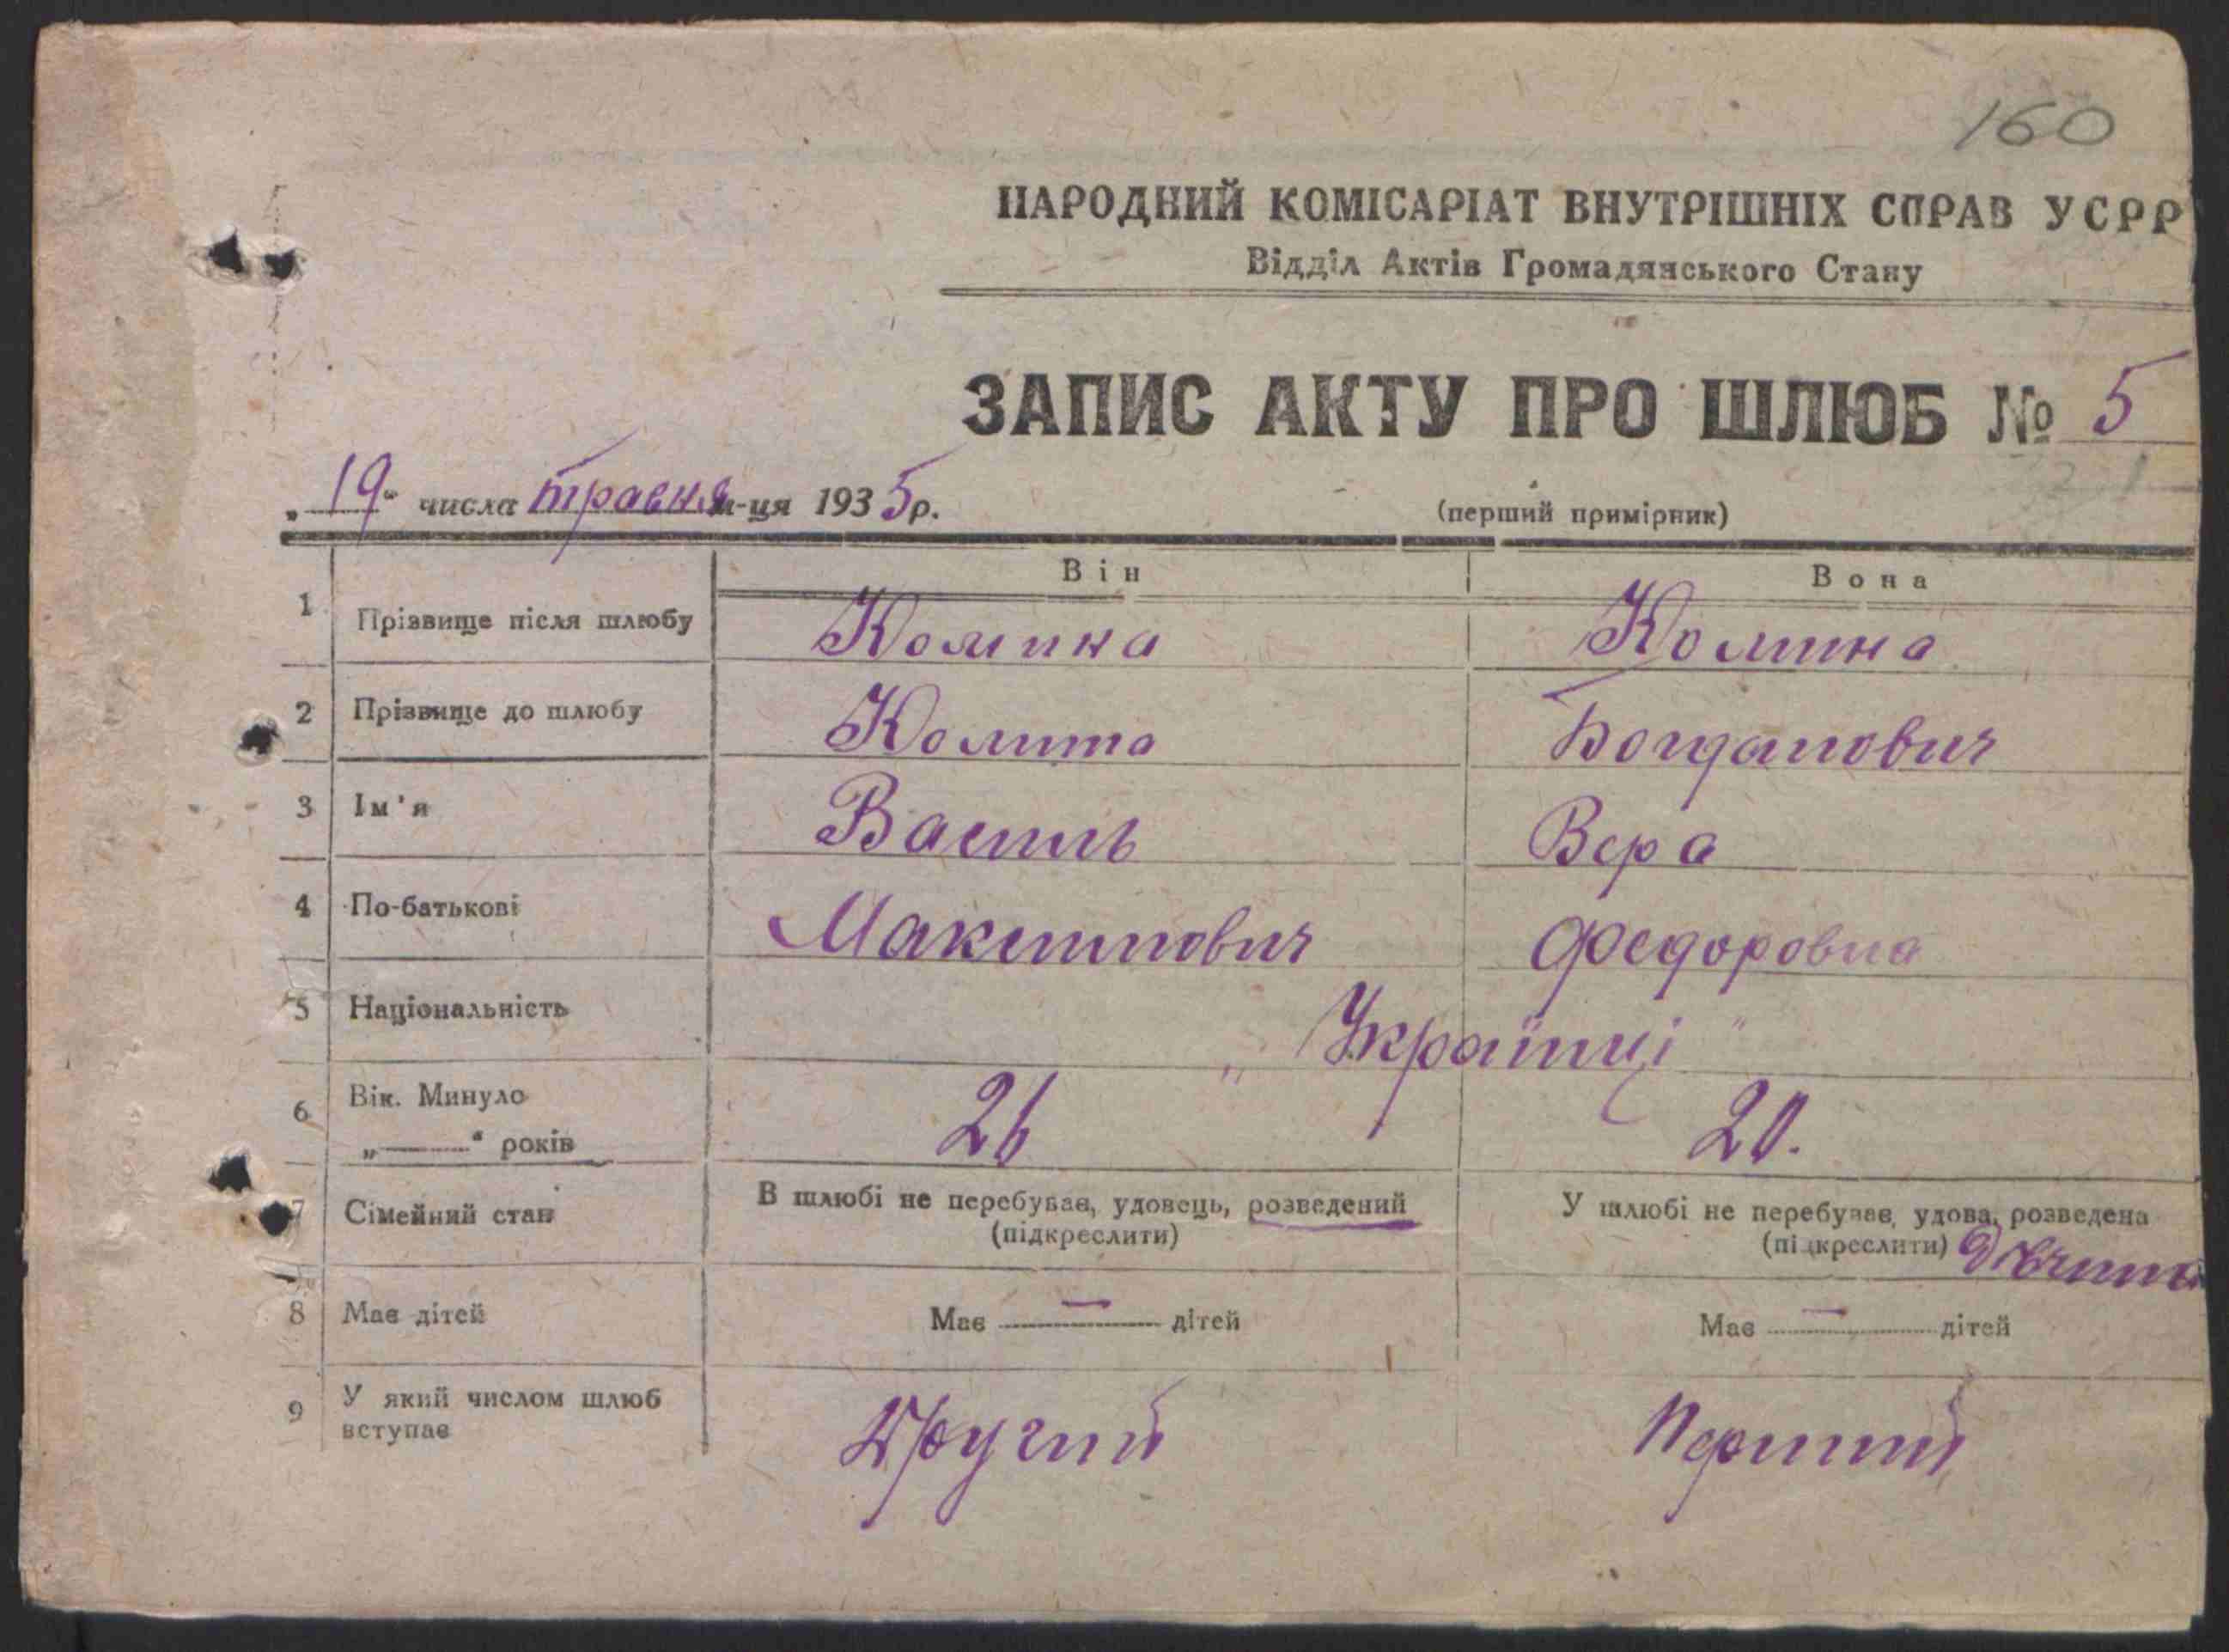 160
НАРОДНИЙ КОМІСАРІАТ ВНУТРІШНІХ СПРАВ УСРР
Відділ Актів Громадянського Стану
ЗАПИС АКТУ ПРО ШЛЮБ № 5
„19“ числа травня м-ця 1935 р.
(перший примірник)
Він Вона
1 Прізвище після шлюбу Комина Комина
2 Прізвище до шлюбу Богданович
3 Ім'я Василь Вера
4 По-батькові Максимович Федоровна
5 Національність „Українці“
6 Вік. Минуло „——“ років 26 20.
7 Сімейний стан В шлюбі не перебував, удовець, розведений (підкреслити) У шлюбі не перебував, удова, розведена (підкреслити) Дівчина
8 Має дітей Має — дітей Має — дітей
9 У який числом шлюб вступає Другий Перший